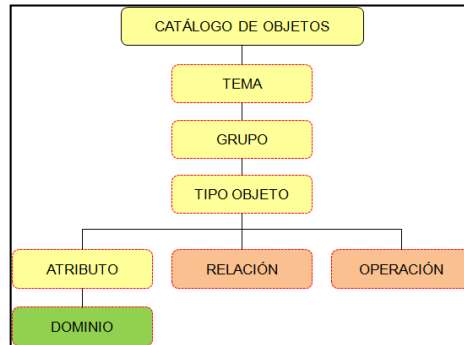 CATÁLOGO DE OBJETOS
TEMA
GRUPO
TIPO OBJETO
ATRIBUTO
RELACIÓN
OPERACIÓN
DOMINIO